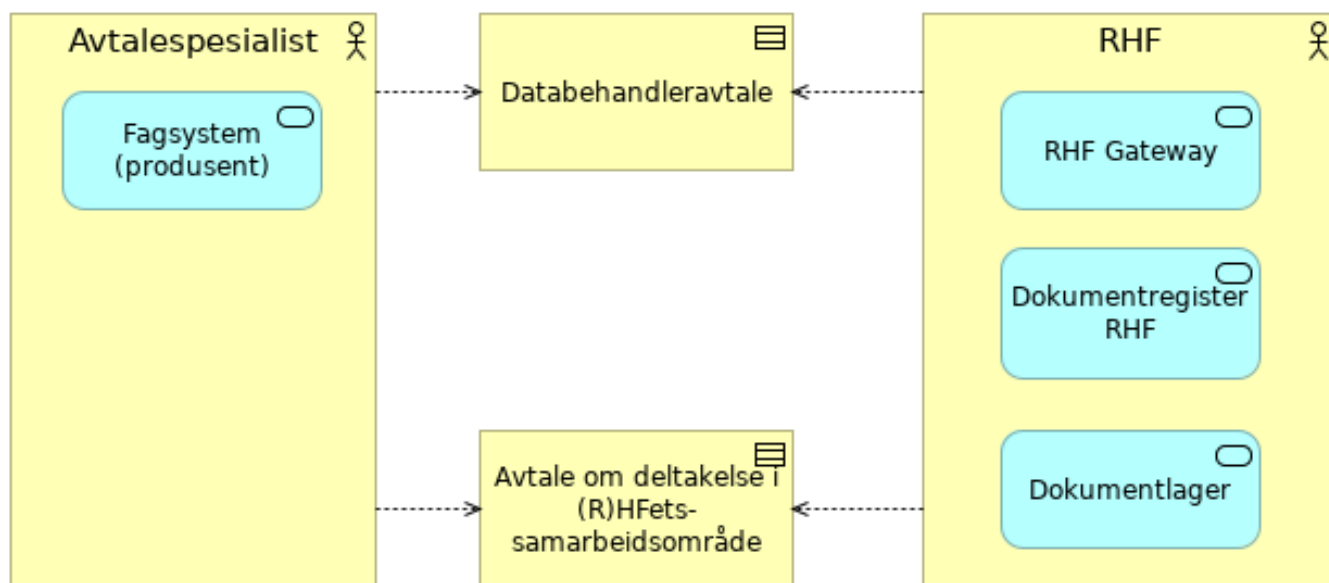 Avtalespesialist
Fagsystem
(produsent)
Databehandleravtale
Avtale om deltakelse i
(R)HFets-
samarbeidsområde
RHF
RHF Gateway
Dokumentregister
RHF
Dokumentlager